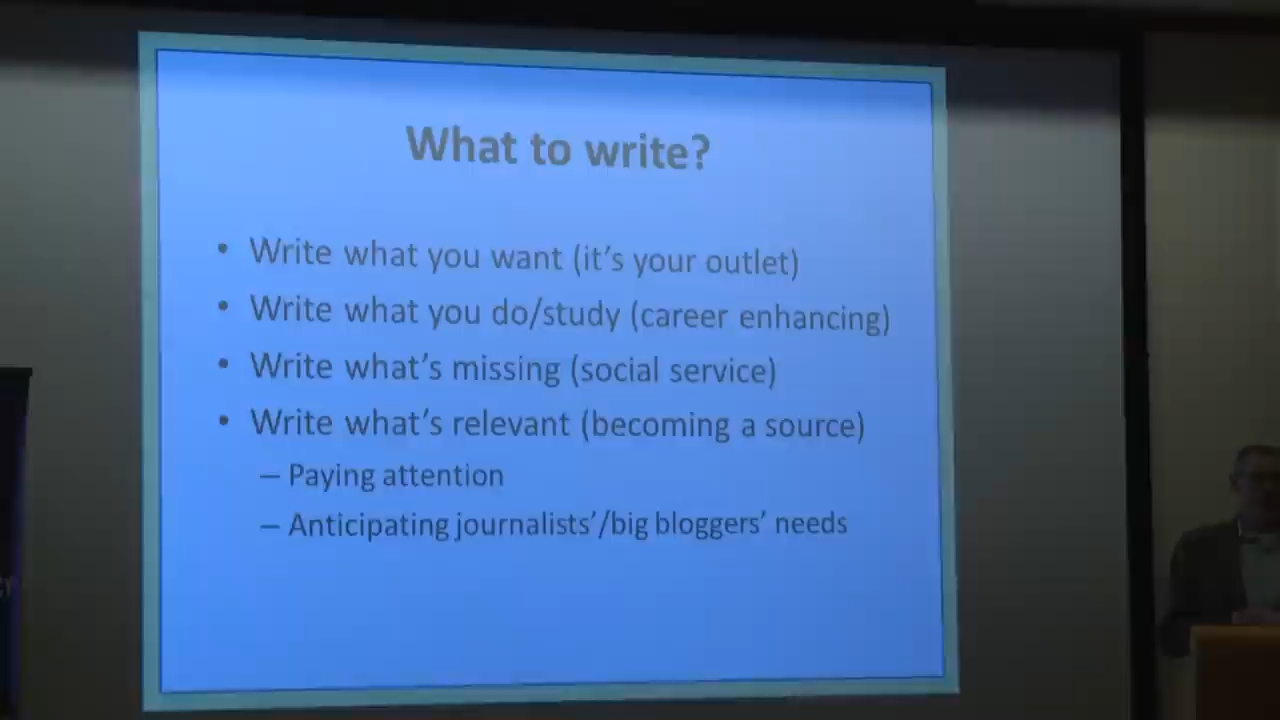 What to write?
• Write what you want (it's your outlet)
• Write what you do/study (career enhancing)
• Write what's missing (social service)
• Write what's relevant (becoming a source)
– Paying attention
– Anticipating journalists'/big bloggers' needs